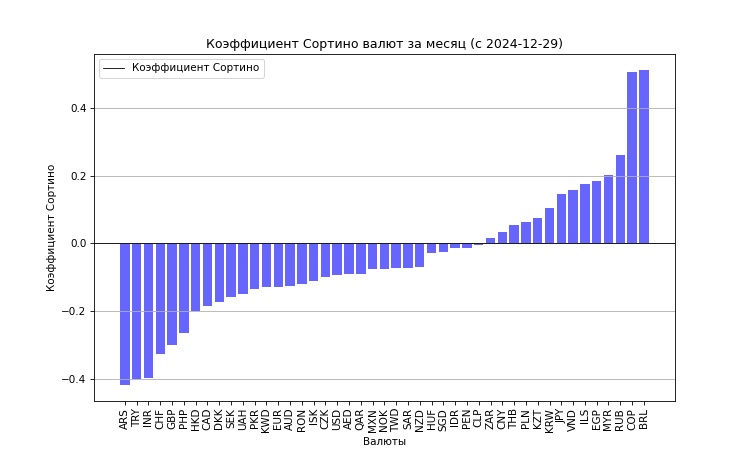 Коэффициент Сортино валют за месяц (с 2024-12-29)
Коэффициент Сортино
Коэффициент Сортино
0.4
0.2
0.0
−0.2
−0.4
ARS TRY INR CHF GBP PHP HKD CAD DKK SEK UAH PKR KWD EUR AUD RON ISK CZK USD AED QAR MXN NOK TWD SAR NZD HUF SGD IDR PEN CLP ZAR CNY THB PLN KZT KRW JPY VND ILS EGP MYR RUB COP BRL
Валюты